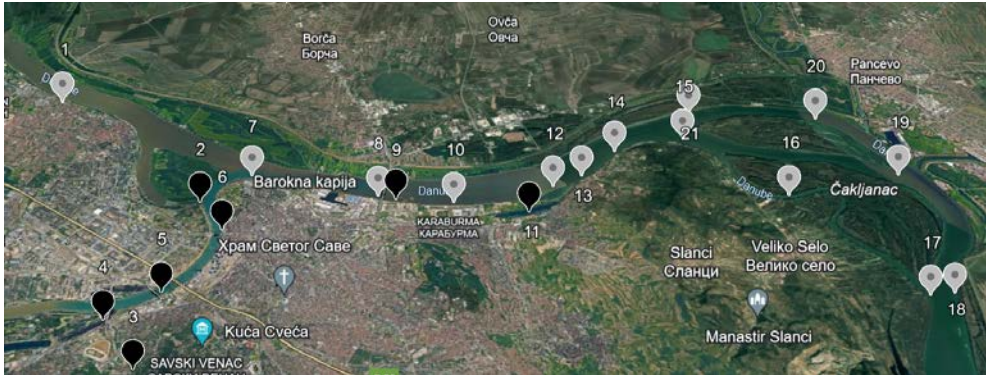 Ovča
Овча
Borča
Борча
20
1
Pancevo
Панчево
15
14
7
19
21
8
9
10
12
16
2
6
Barokna kapija
Danube
13
Čakljanac
KARABURMA
КАРАБУРМА
11
Храм Светог Саве
5
Slanci
Сланци
Veliko Selo
Велико село
17
4
18
3
Kuća Cveća
Manastir Slanci
SAVSKI VENAC